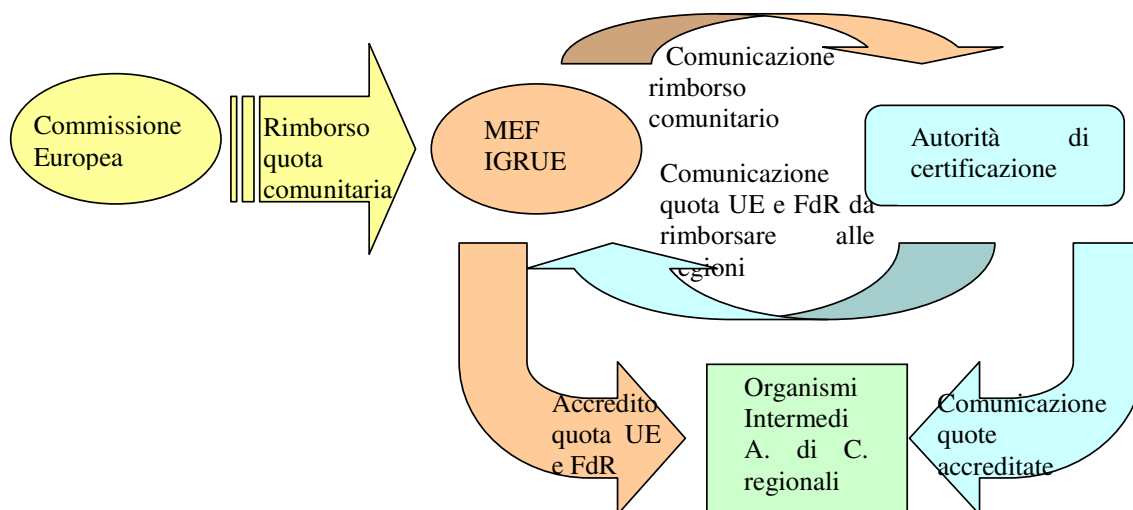 Commissione
Europea
Rimborso
quota
comunitaria
MEF
IGRUE
Comunicazione
rimborso
comunitario
Autorità di
certificazione
Comunicazione
quota UE e FdR da
rimborsare alle
regioni
Accredito
quota UE
e FdR
Organismi
Intermedi
A. di C.
regionali
Comunicazione
quote
accreditate